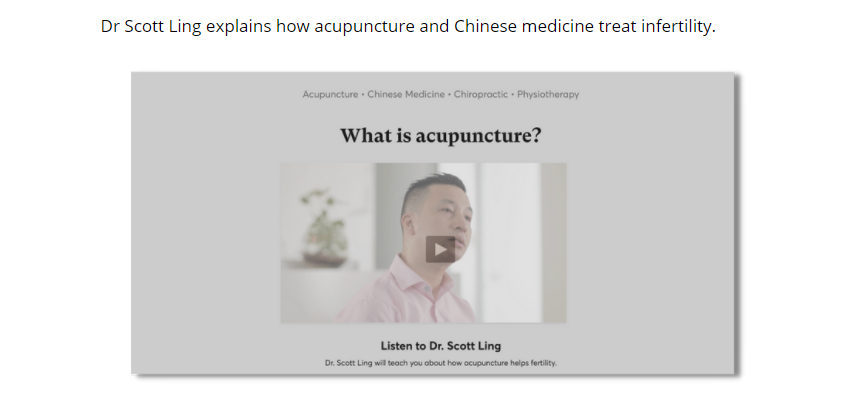 Dr Scott Ling explains how acupuncture and Chinese medicine treat infertility.
Acupuncture • Chinese Medicine • Chiropractic • Physiotherapy
What is acupuncture?
Listen to Dr. Scott Ling
Dr. Scott Ling will teach you about how acupuncture helps fertility.